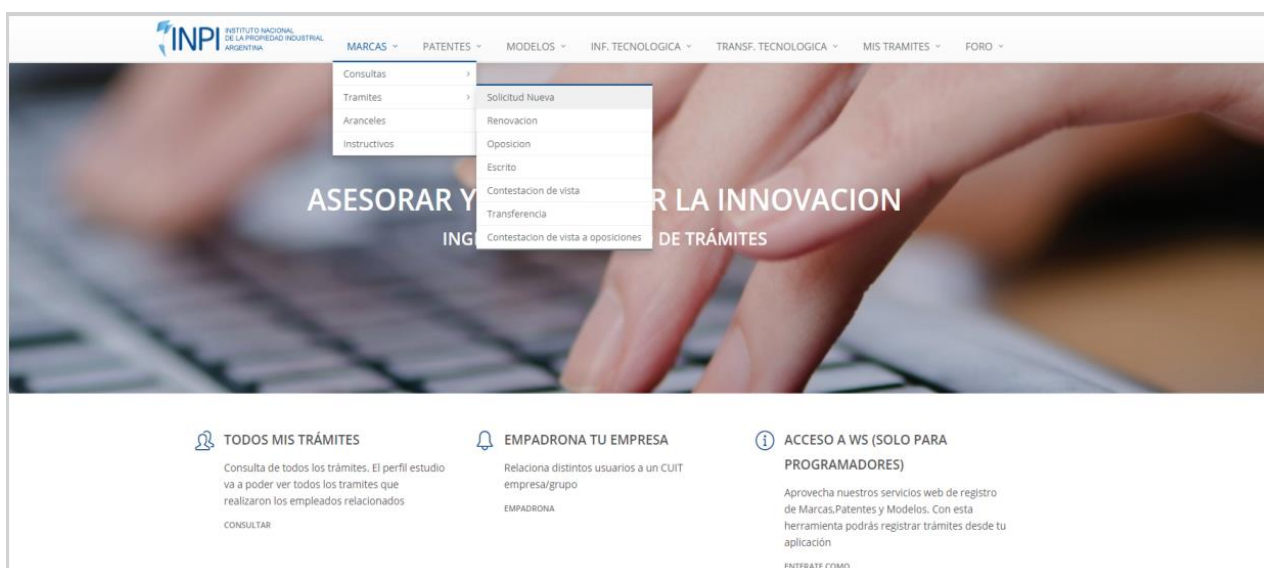 INPI
INSTITUTO NACIONAL
DE LA PROPIEDAD INDUSTRIAL
ARGENTINA
MARCAS PATENTES MODELOS INF. TECNOLOGICA TRANSF. TECNOLOGICA MIS TRAMITES FORO
Consultas
Tramites
Aranceles
Instructivos
Solicitud Nueva
Renovacion
Oposicion
Escrito
Contestacion de vista
Transferencia
Contestacion de vista a oposiciones
ASESORAR Y R LA INNOVACION
ING DE TRÁMITES
TODOS MIS TRÁMITES
Consulta de todos los trámites. El perfil estudio
va a poder ver todos los tramites que
realizaron los empleados relacionados
CONSULTAR
EMPADRONA TU EMPRESA
Relaciona distintos usuarios a un CUIT
empresa/grupo
EMPADRONA
ACCESO A WS (SOLO PARA
PROGRAMADORES)
Aprovecha nuestros servicios web de registro
de Marcas,Patentes y Modelos. Con esta
herramienta podrás registrar trámites desde tu
aplicación
ENTERATE COMO